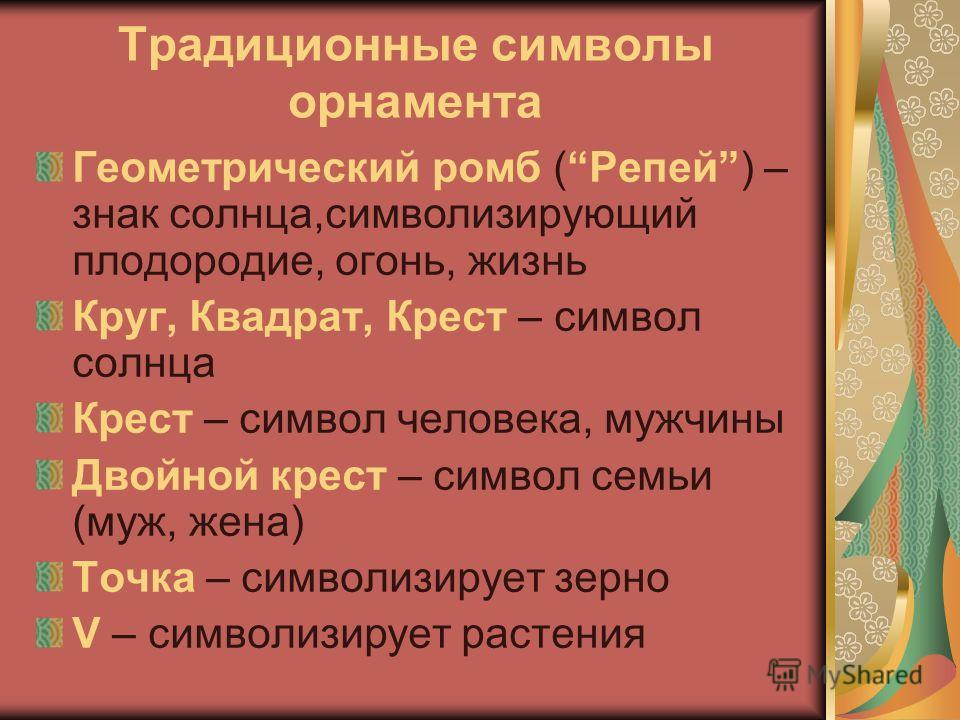 Традиционные символы
орнамента
Геометрический ромб (“Репей”) –
знак солнца,символизирующий
плодородие, огонь, жизнь
Круг, Квадрат, Крест – символ
солнца
Крест – символ человека, мужчины
Двойной крест – символ семьи
(муж, жена)
Точка – символизирует зерно
V – символизирует растения
MyShared